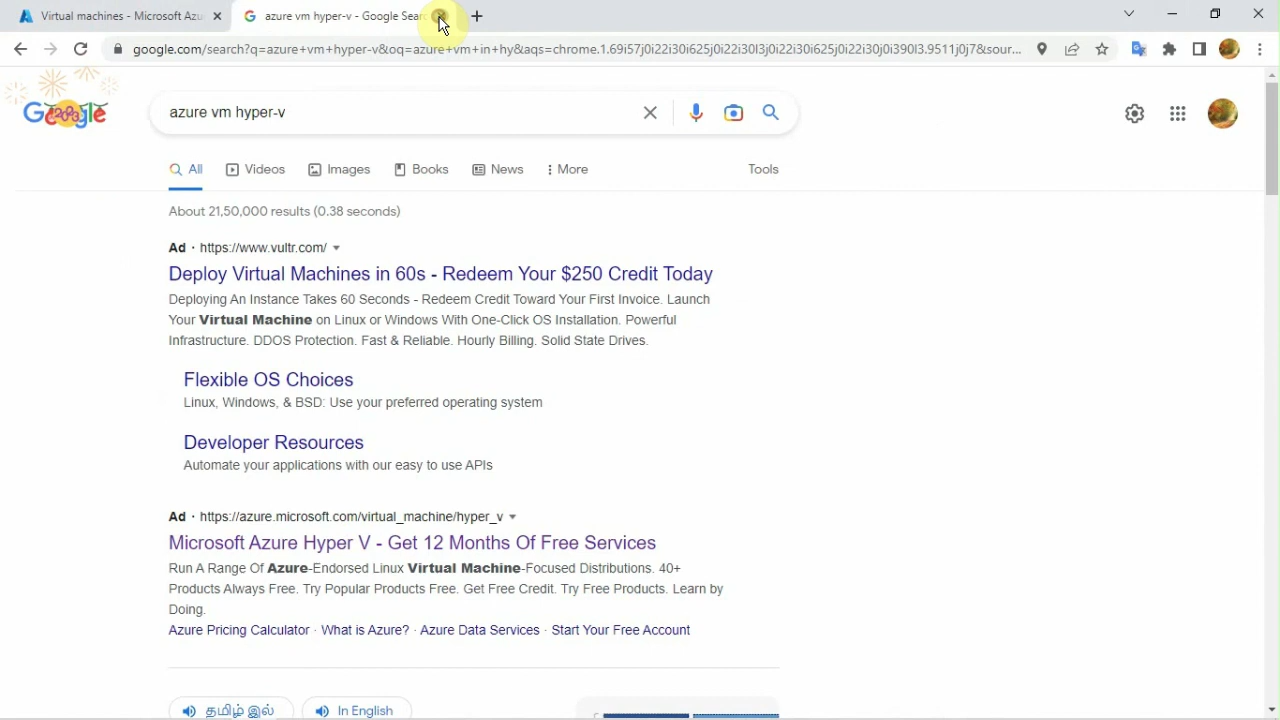 Virtual machines - Microsoft Azu
azure vm hyper-v - Google Sear
google.com/search?q=azure+vm+hyper-v&oq=azure+vm+in+hy&aqs=chrome.1.69i57j0i22i30i625j0i22i30l3j0i22i30i625j0i22i30j0i390l3.9511j0j7&sour...
Google
azure vm hyper-v
All Videos Images Books News More Tools
About 21,50,000 results (0.38 seconds)
Ad · https://www.vultr.com/
Deploy Virtual Machines in 60s - Redeem Your $250 Credit Today
Deploying An Instance Takes 60 Seconds - Redeem Credit Toward Your First Invoice. Launch
Your Virtual Machine on Linux or Windows With One-Click OS Installation. Powerful
Infrastructure. DDOS Protection. Fast & Reliable. Hourly Billing. Solid State Drives.
Flexible OS Choices
Linux, Windows, & BSD: Use your preferred operating system
Developer Resources
Automate your applications with our easy to use APIs
Ad · https://azure.microsoft.com/virtual_machine/hyper_v
Microsoft Azure Hyper V - Get 12 Months Of Free Services
Run A Range Of Azure-Endorsed Linux Virtual Machine-Focused Distributions. 40+
Products Always Free. Try Popular Products Free. Get Free Credit. Try Free Products. Learn by
Doing.
Azure Pricing Calculator · What is Azure? · Azure Data Services · Start Your Free Account
தமிழ் இல்
In English